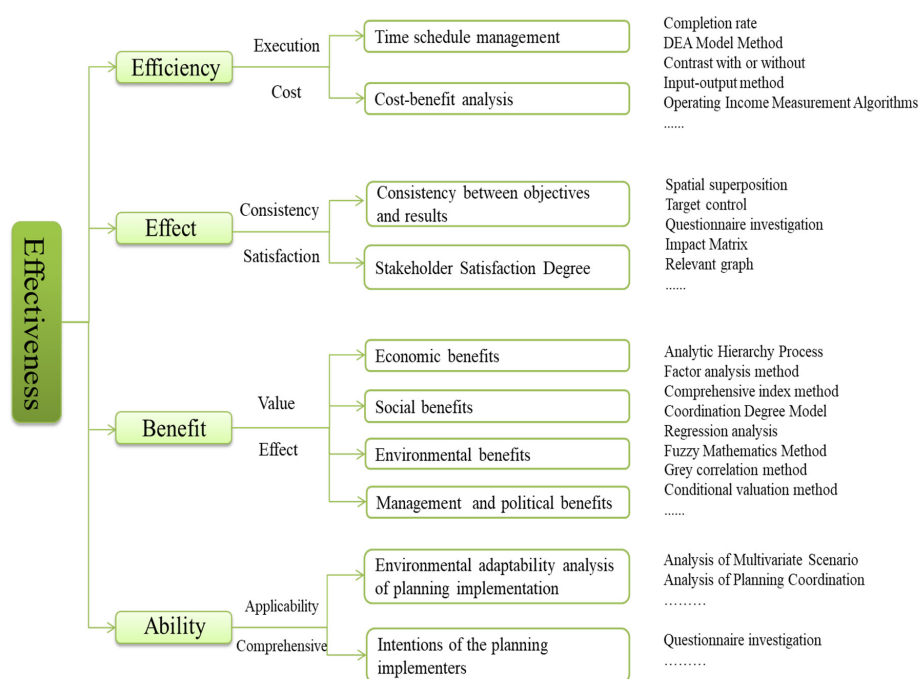 Effectiveness
Efficiency
Execution
Cost
Time schedule management
Cost-benefit analysis
Completion rate
DEA Model Method
Contrast with or without
Input-output method
Operating Income Measurement Algorithms
......
Effect
Consistency
Satisfaction
Consistency between objectives
and results
Stakeholder Satisfaction Degree
Spatial superposition
Target control
Questionnaire investigation
Impact Matrix
Relevant graph
......
Benefit
Value
Effect
Economic benefits
Social benefits
Environmental benefits
Management and political benefits
Analytic Hierarchy Process
Factor analysis method
Comprehensive index method
Coordination Degree Model
Regression analysis
Fuzzy Mathematics Method
Grey correlation method
Conditional valuation method
......
Ability
Applicability
Comprehensive
Environmental adaptability analysis
of planning implementation
Intentions of the planning
implementers
Analysis of Multivariate Scenario
Analysis of Planning Coordination
………
Questionnaire investigation
………